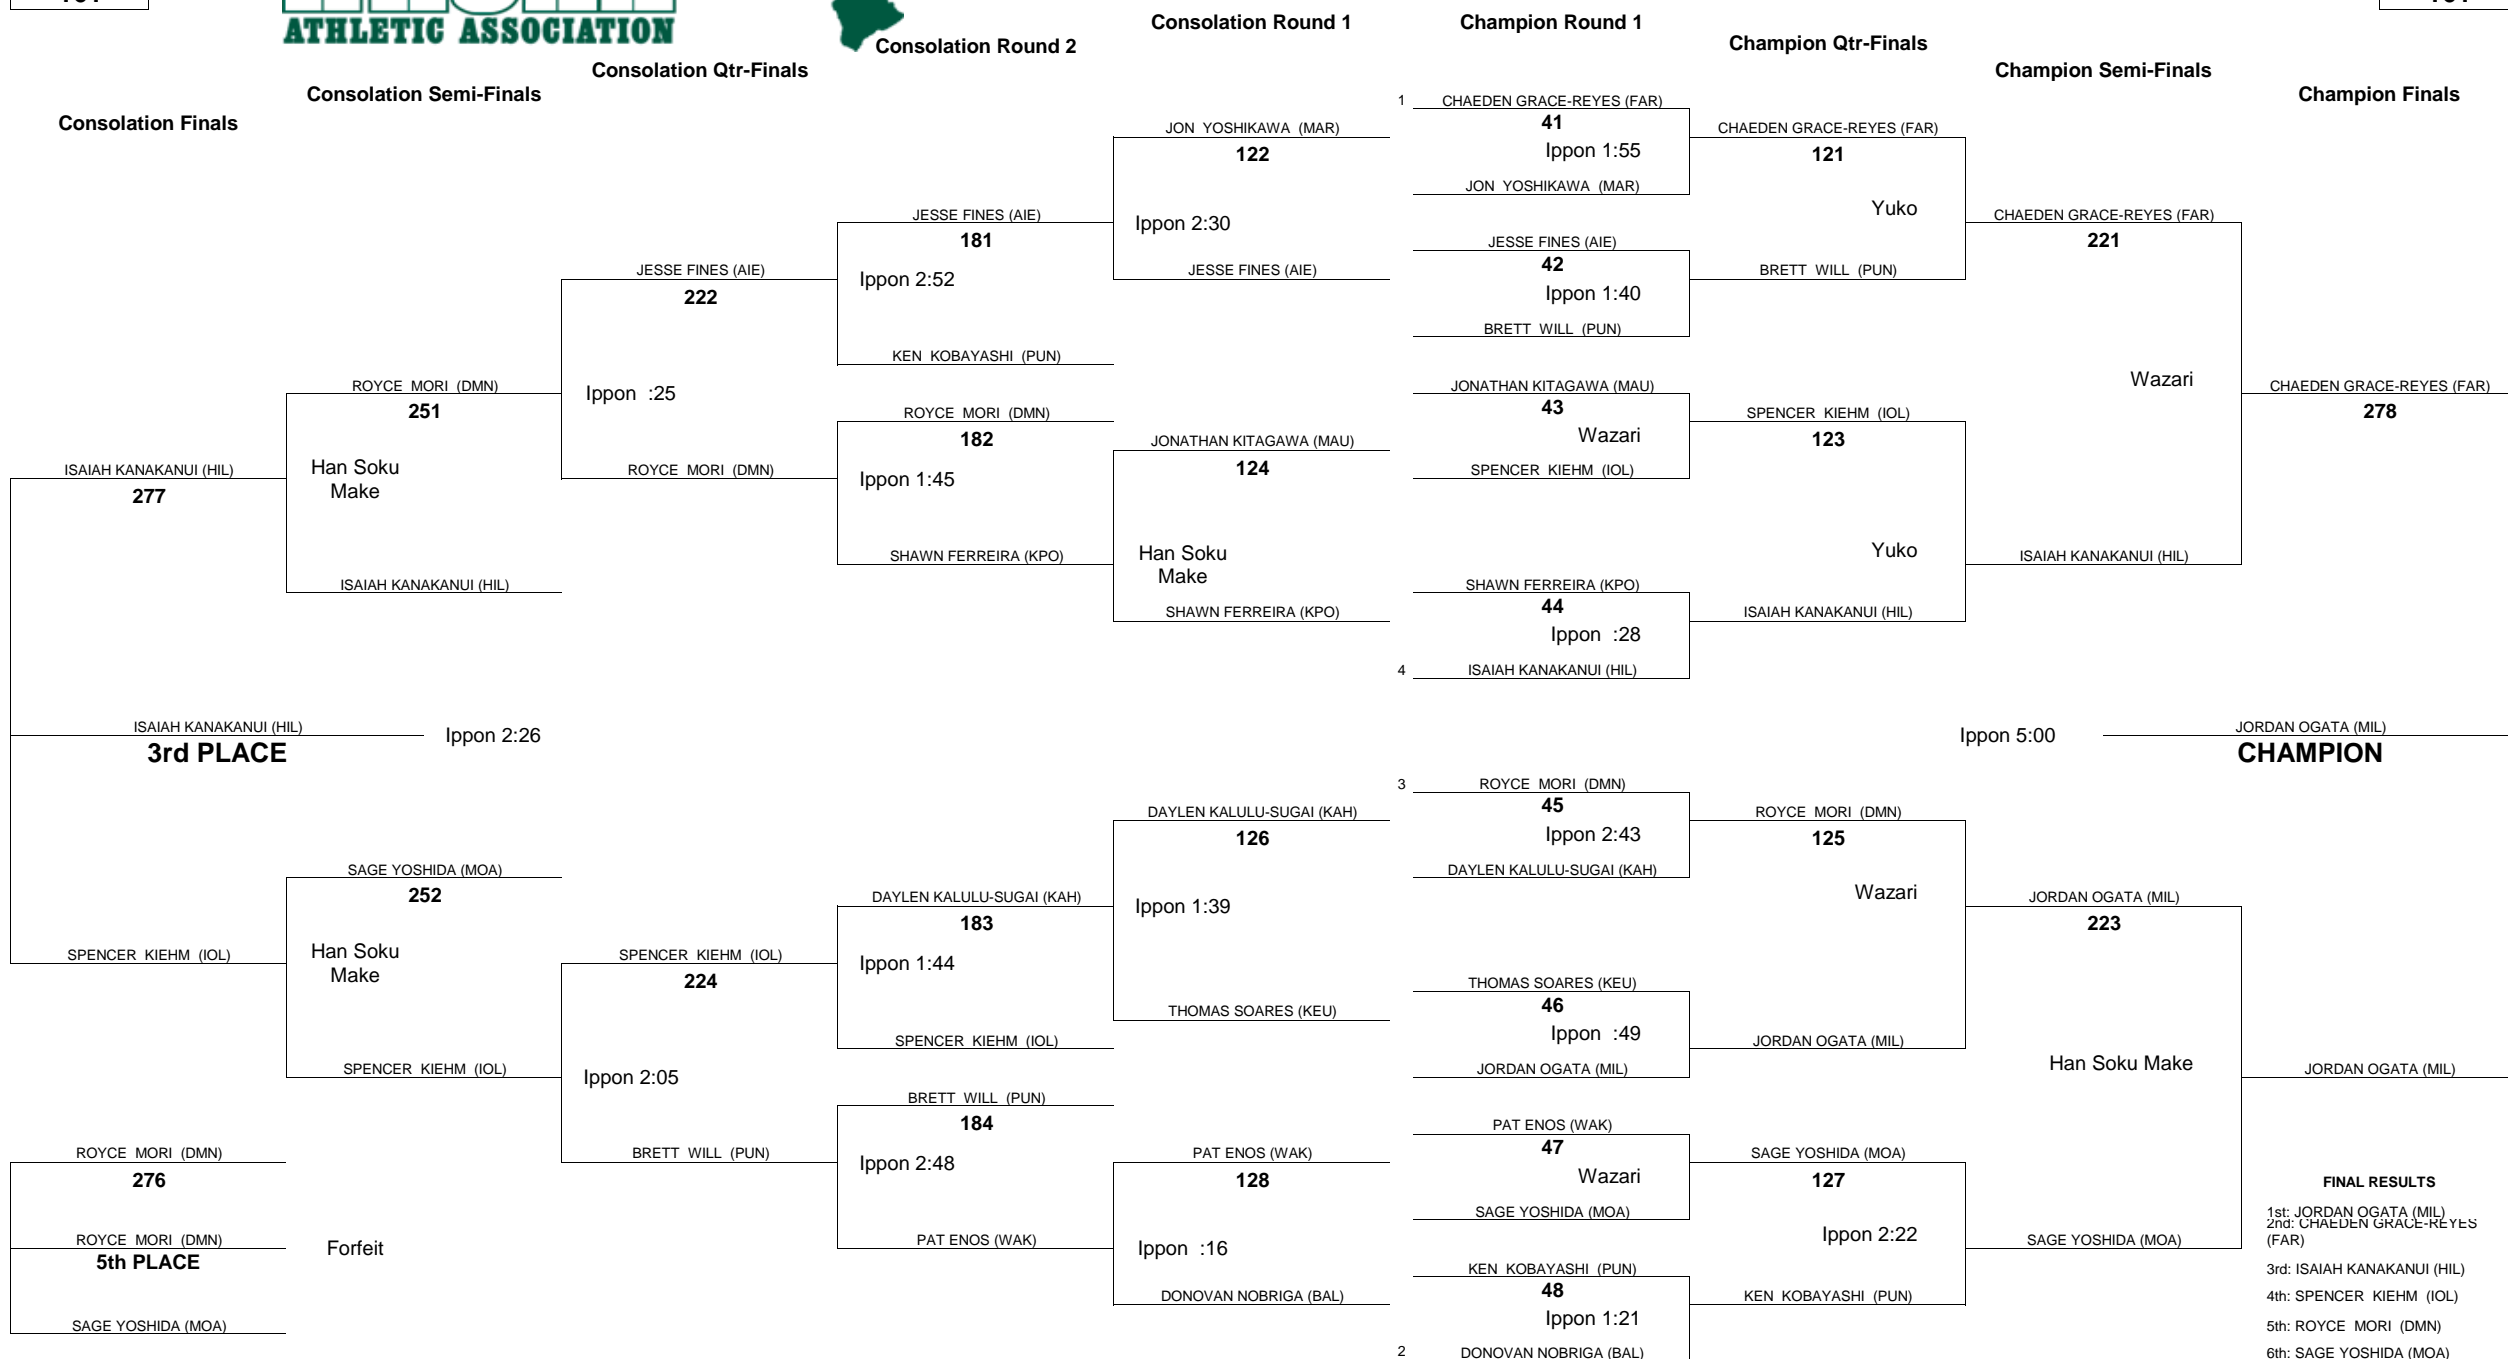 ATHLETIC ASSOCIATION
Consolation Finals
Consolation Semi-Finals
Consolation Qtr-Finals
Consolation Round 2
Consolation Round 1
Champion Round 1
Champion Qtr-Finals
Champion Semi-Finals
Champion Finals
ISAIAH KANAKANUI (HIL)
277
SPENCER KIEHM (IOL)
ISAIAH KANAKANUI (HIL)
3rd PLACE
Ippon 2:26
ROYCE MORI (DMN)
276
ROYCE MORI (DMN)
5th PLACE
Forfeit
SAGE YOSHIDA (MOA)
ROYCE MORI (DMN)
251
Han Soku
Make
ISAIAH KANAKANUI (HIL)
SAGE YOSHIDA (MOA)
252
Han Soku
Make
SPENCER KIEHM (IOL)
JESSE FINES (AIE)
222
Ippon :25
ROYCE MORI (DMN)
SPENCER KIEHM (IOL)
224
Ippon 2:05
BRETT WILL (PUN)
JESSE FINES (AIE)
181
Ippon 2:52
KEN KOBAYASHI (PUN)
ROYCE MORI (DMN)
182
Ippon 1:45
SHAWN FERREIRA (KPO)
DAYLEN KALULU-SUGAI (KAH)
183
Ippon 1:44
SPENCER KIEHM (IOL)
BRETT WILL (PUN)
184
Ippon 2:48
PAT ENOS (WAK)
JON YOSHIKAWA (MAR)
122
Ippon 2:30
JESSE FINES (AIE)
JONATHAN KITAGAWA (MAU)
124
Han Soku
Make
SHAWN FERREIRA (KPO)
DAYLEN KALULU-SUGAI (KAH)
126
Ippon 1:39
THOMAS SOARES (KEU)
PAT ENOS (WAK)
128
Ippon :16
DONOVAN NOBRIGA (BAL)
1 CHAEDEN GRACE-REYES (FAR)
41
Ippon 1:55
JON YOSHIKAWA (MAR)
JESSE FINES (AIE)
42
Ippon 1:40
BRETT WILL (PUN)
JONATHAN KITAGAWA (MAU)
43
Wazari
SPENCER KIEHM (IOL)
SHAWN FERREIRA (KPO)
44
Ippon :28
4 ISAIAH KANAKANUI (HIL)
3 ROYCE MORI (DMN)
45
Ippon 2:43
DAYLEN KALULU-SUGAI (KAH)
THOMAS SOARES (KEU)
46
Ippon :49
JORDAN OGATA (MIL)
PAT ENOS (WAK)
47
Wazari
SAGE YOSHIDA (MOA)
KEN KOBAYASHI (PUN)
48
Ippon 1:21
2 DONOVAN NOBRIGA (BAL)
CHAEDEN GRACE-REYES (FAR)
121
Yuko
BRETT WILL (PUN)
SPENCER KIEHM (IOL)
123
Yuko
ISAIAH KANAKANUI (HIL)
ROYCE MORI (DMN)
125
Wazari
JORDAN OGATA (MIL)
SAGE YOSHIDA (MOA)
127
Ippon 2:22
KEN KOBAYASHI (PUN)
CHAEDEN GRACE-REYES (FAR)
221
Wazari
ISAIAH KANAKANUI (HIL)
JORDAN OGATA (MIL)
223
Han Soku Make
SAGE YOSHIDA (MOA)
CHAEDEN GRACE-REYES (FAR)
278
Ippon 5:00
JORDAN OGATA (MIL)
CHAMPION
JORDAN OGATA (MIL)
FINAL RESULTS
1st: JORDAN OGATA (MIL)
2nd: CHAEDEN GRACE-REYES
(FAR)
3rd: ISAIAH KANAKANUI (HIL)
4th: SPENCER KIEHM (IOL)
5th: ROYCE MORI (DMN)
6th: SAGE YOSHIDA (MOA)